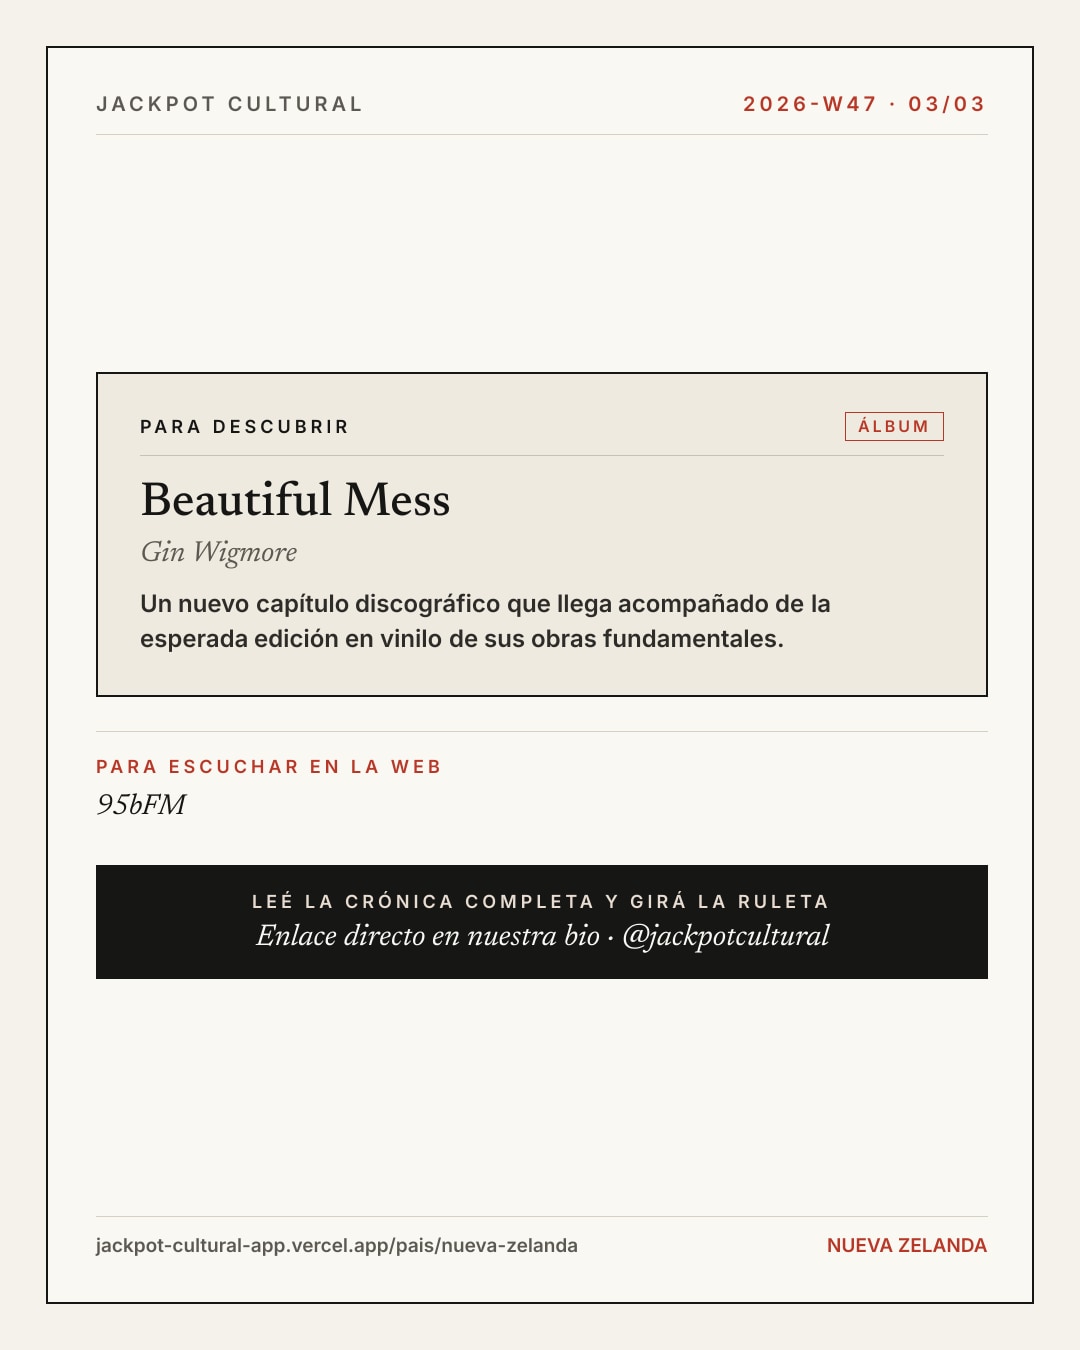 JACKPOT CULTURAL
2026-W47 · 03/03
PARA DESCUBRIR
ÁLBUM
Beautiful Mess
Gin Wigmore
Un nuevo capítulo discográfico que llega acompañado de la
esperada edición en vinilo de sus obras fundamentales.
PARA ESCUCHAR EN LA WEB
95bFM
LEÉ LA CRÓNICA COMPLETA Y GIRÁ LA RULETA
Enlace directo en nuestra bio · @jackpotcultural
jackpot-cultural-app.vercel.app/pais/nueva-zelanda
NUEVA ZELANDA